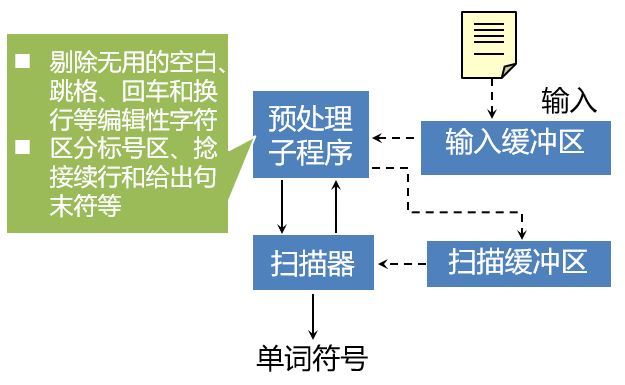 ■ 剔除无用的空白、
跳格、回车和换
行等编辑性字符
■ 区分标号区、捻
接续行和给出句
末符等
预处理
子程序
输入
输入缓冲区
扫描缓冲区
扫描器
单词符号